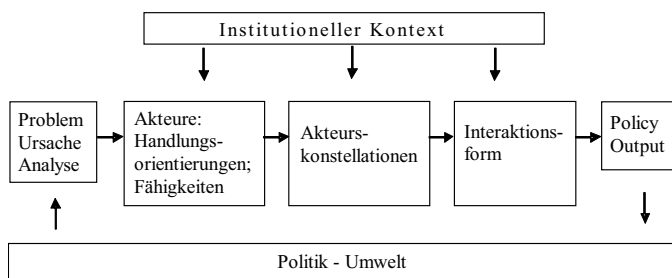 Institutioneller Kontext
Problem
Ursache
Analyse
Akteure:
Handlungs-
orientierungen;
Fähigkeiten
Akteurs-
konstellationen
Interaktions-
form
Policy
Output
Politik - Umwelt